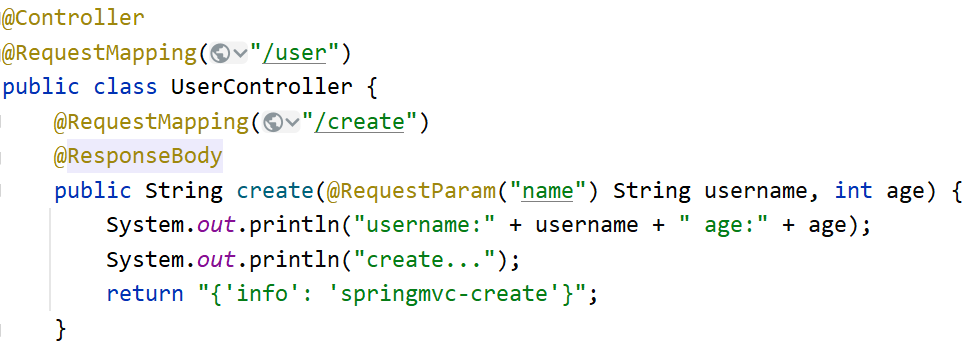 @Controller
@RequestMapping("/user")
public class UserController {
    @RequestMapping("/create")
    @ResponseBody
    public String create(@RequestParam("name") String username, int age) {
        System.out.println("username:" + username + " age:" + age);
        System.out.println("create...");
        return "{'info': 'springmvc-create'}";
    }